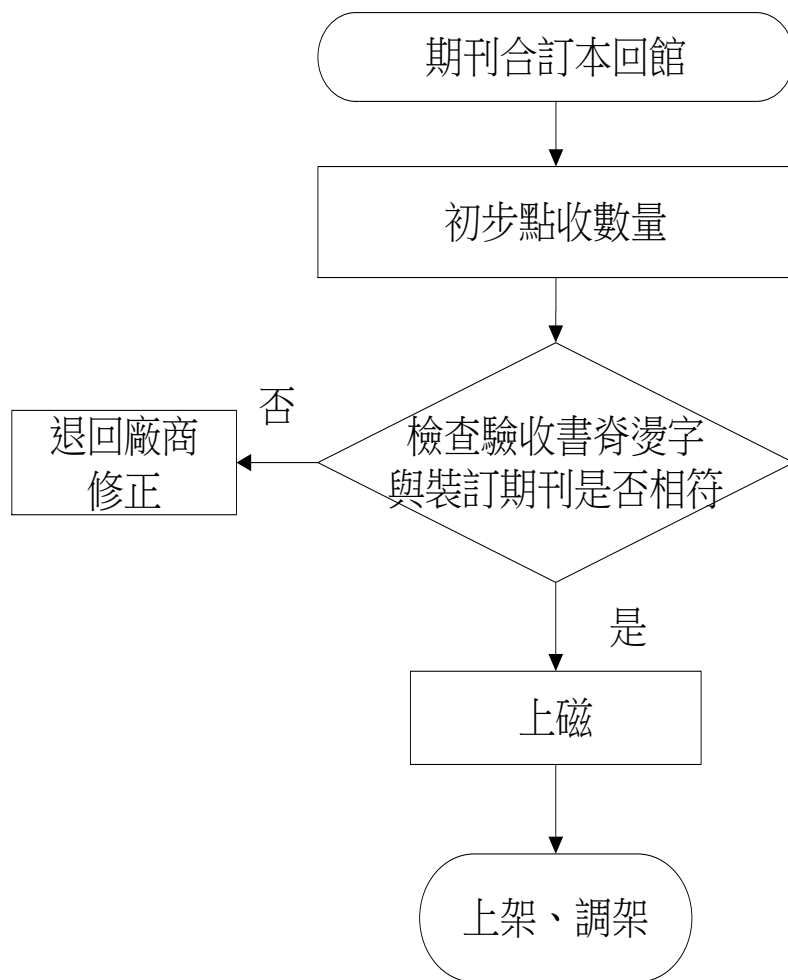 期刊合訂本回館
初步點收數量
檢查驗收書脊燙字
與裝訂期刊是否相符
否
退回廠商
修正
是
上磁
上架、調架